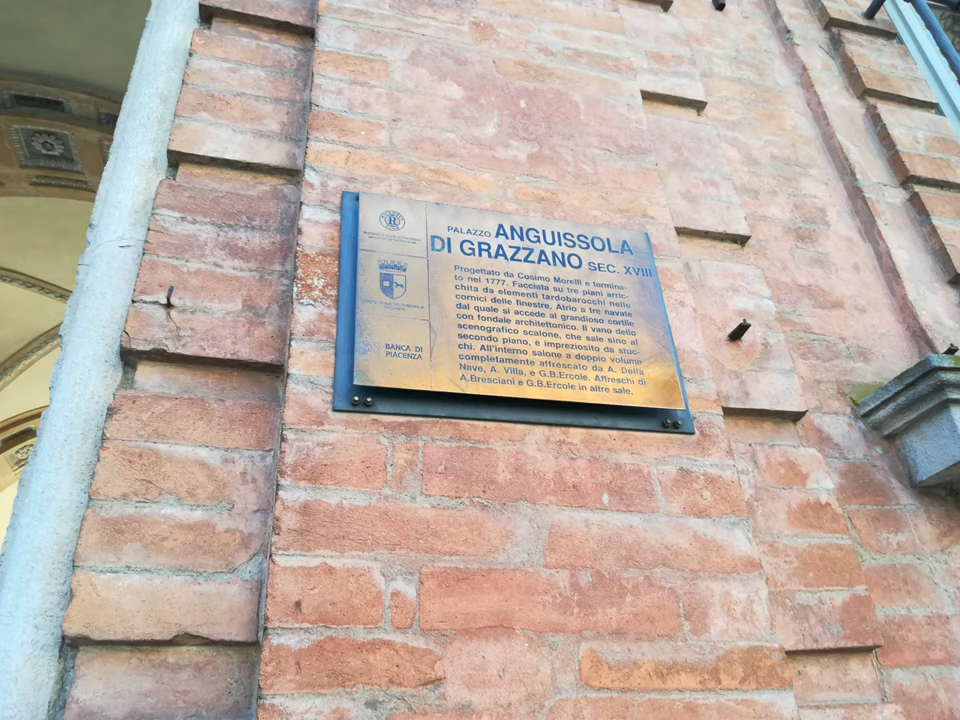 PALAZZO ANGUISSOLA
DI GRAZZANO SEC. XVIII
Progettato da Cosimo Morelli e termina-
to nel 1777. Facciata su tre piani arric-
chita da elementi tardobarocchi nelle
cornici delle finestre. Atrio a tre navate
dal quale si accede al grandioso cortile
con fondale architettonico. Il vano dello
scenografico scalone, che sale sino al
secondo piano, è impreziosito da stuc-
chi. All'interno salone a doppio volume
completamente affrescato da A. Della
Nave, A. Villa, e G.B.Ercole. Affreschi di
A.Bresciani e G.B.Ercole in altre sale.
BANCA DI
PIACENZA